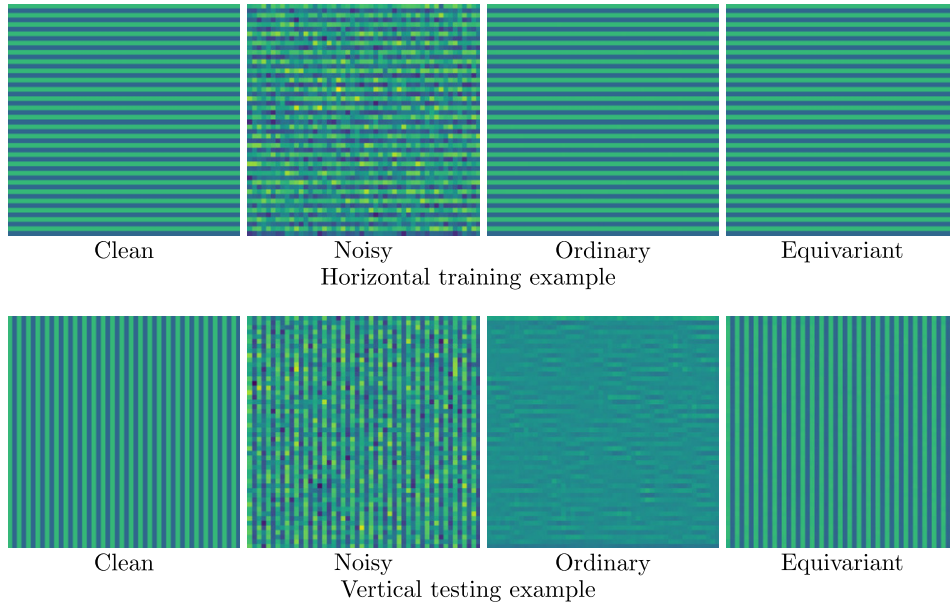 Clean Noisy Ordinary Equivariant
Horizontal training example
Clean Noisy Ordinary Equivariant
Vertical testing example